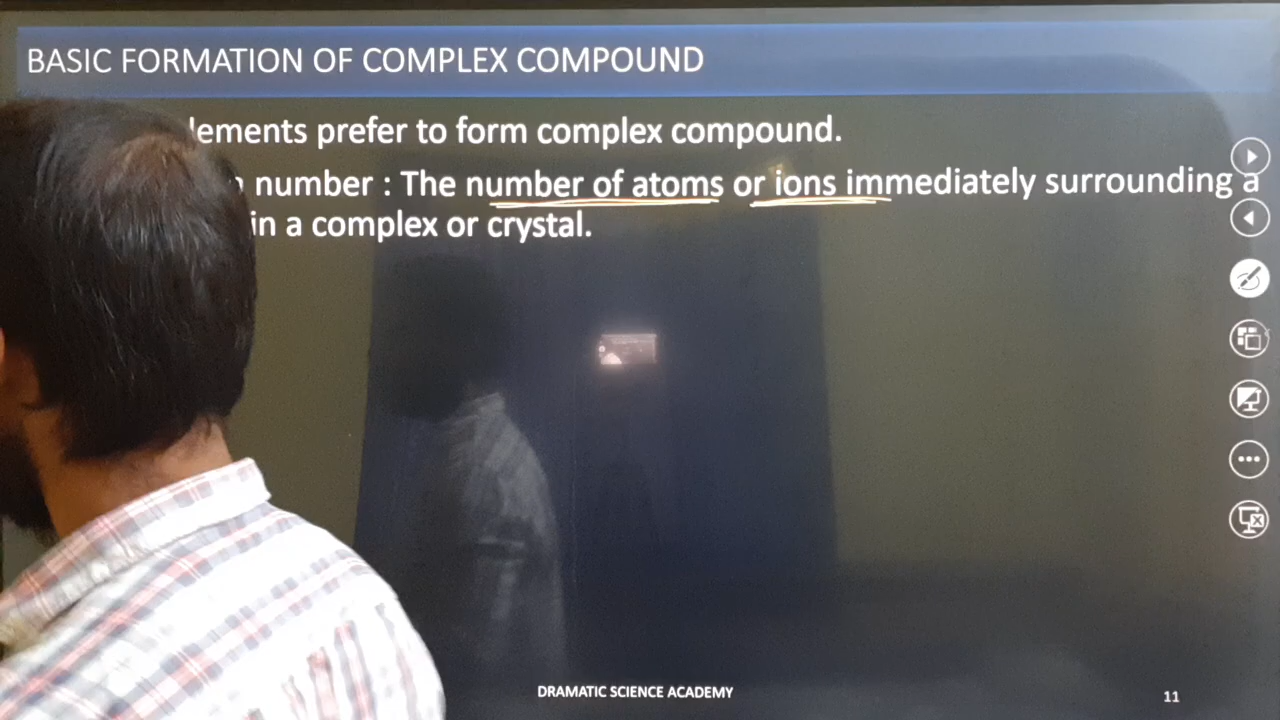 BASIC FORMATION OF COMPLEX COMPOUND
lements prefer to form complex compound.
number : The number of atoms or ions immediately surrounding a
in a complex or crystal.
DRAMATIC SCIENCE ACADEMY
11